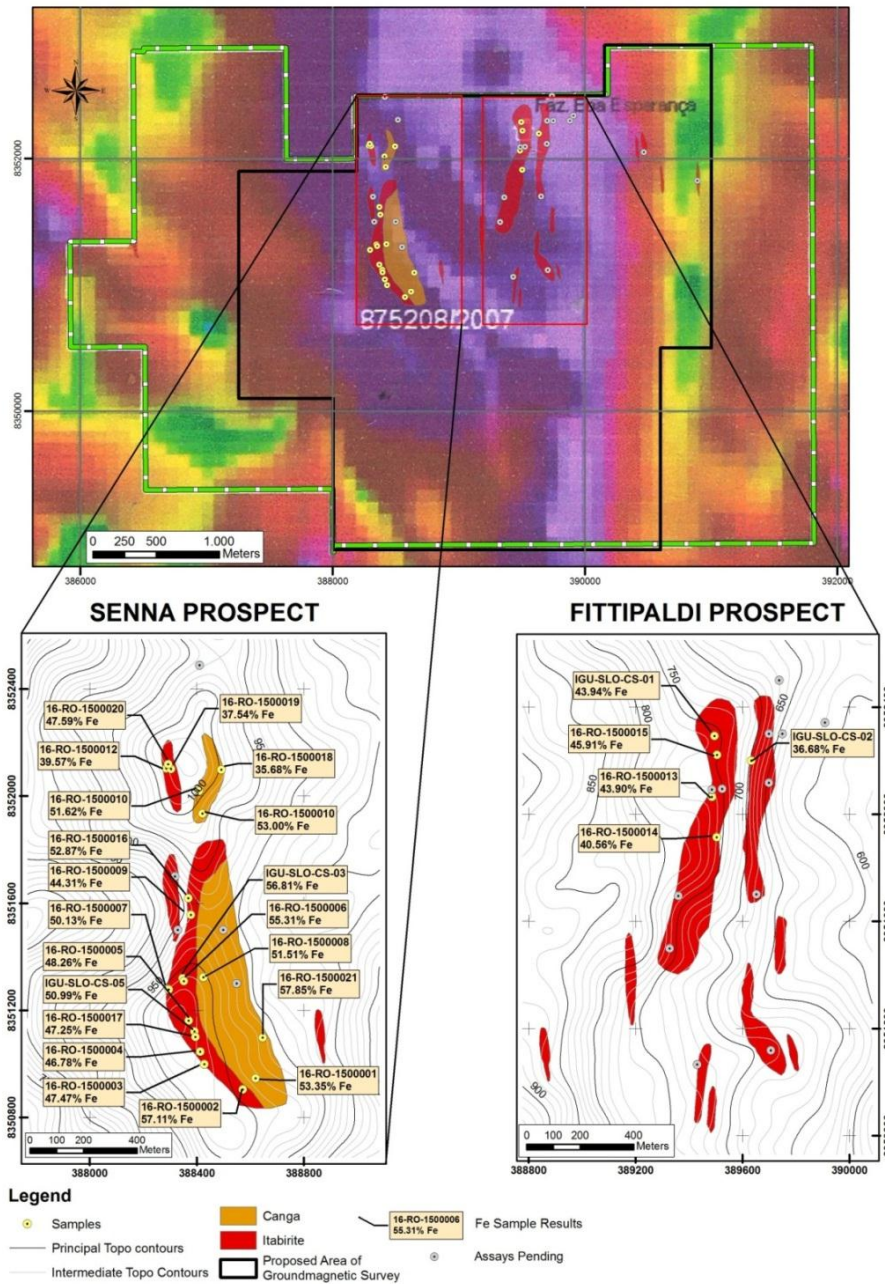 Faz. Boa Esperança
8352000
875208/2007
8350000
0 250 500 1.000
Meters
386000
388000
390000
392000
SENNA PROSPECT
8352400
8352000
8351600
8351200
8350800
16-RO-1500020
47.59% Fe
16-RO-1500019
37.54% Fe
16-RO-1500012
39.57% Fe
16-RO-1500018
35.68% Fe
16-RO-1500010
51.62% Fe
16-RO-1500010
53.00% Fe
16-RO-1500016
52.87% Fe
IGU-SLO-CS-03
56.81% Fe
16-RO-1500009
44.31% Fe
16-RO-1500006
55.31% Fe
16-RO-1500007
50.13% Fe
16-RO-1500008
51.51% Fe
16-RO-1500005
48.26% Fe
16-RO-1500021
57.85% Fe
IGU-SLO-CS-05
50.99% Fe
16-RO-1500017
47.25% Fe
16-RO-1500004
46.78% Fe
16-RO-1500001
53.35% Fe
16-RO-1500003
47.47% Fe
16-RO-1500002
57.11% Fe
1000
950
0 100 200 400
Meters
388000
388400
388800
FITTIPALDI PROSPECT
IGU-SLO-CS-01
43.94% Fe
16-RO-1500015
45.91% Fe
IGU-SLO-CS-02
36.68% Fe
16-RO-1500013
43.90% Fe
16-RO-1500014
40.56% Fe
750
800
850
700
650
600
900
0 100 200 400
Meters
388800
389200
389600
390000
Legend
Samples
Principal Topo contours
Intermediate Topo Contours
Canga
Itabirite
Proposed Area of
Groundmagnetic Survey
16-RO-1500006
55.31% Fe
Fe Sample Results
Assays Pending